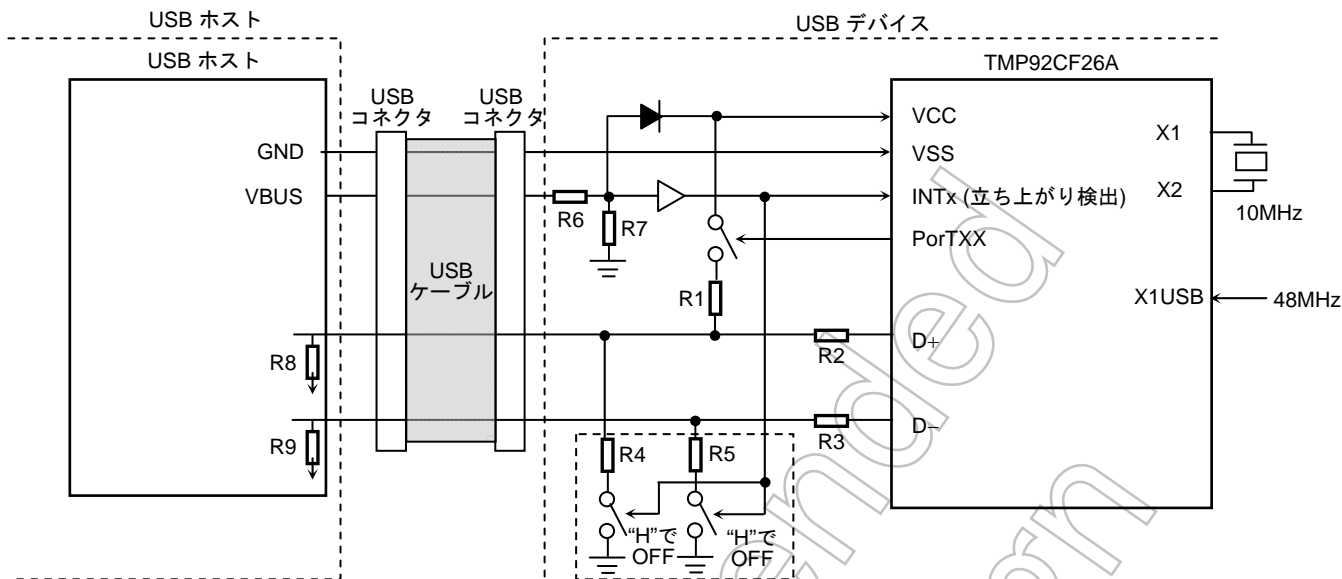 USB ホスト
USB デバイス
USB ホスト
TMP92CF26A
USB
コネクタ
USB
コネクタ
VCC
X1
GND
VSS
VBUS
INTx (立ち上がり検出)
X2
R6
R7
10MHz
PorTXX
USB
ケーブル
R1
X1USB
48MHz
R8
R2
D+
R9
R3
D−
R4
R5
"H"で
OFF
"H"で
OFF
ended
gn